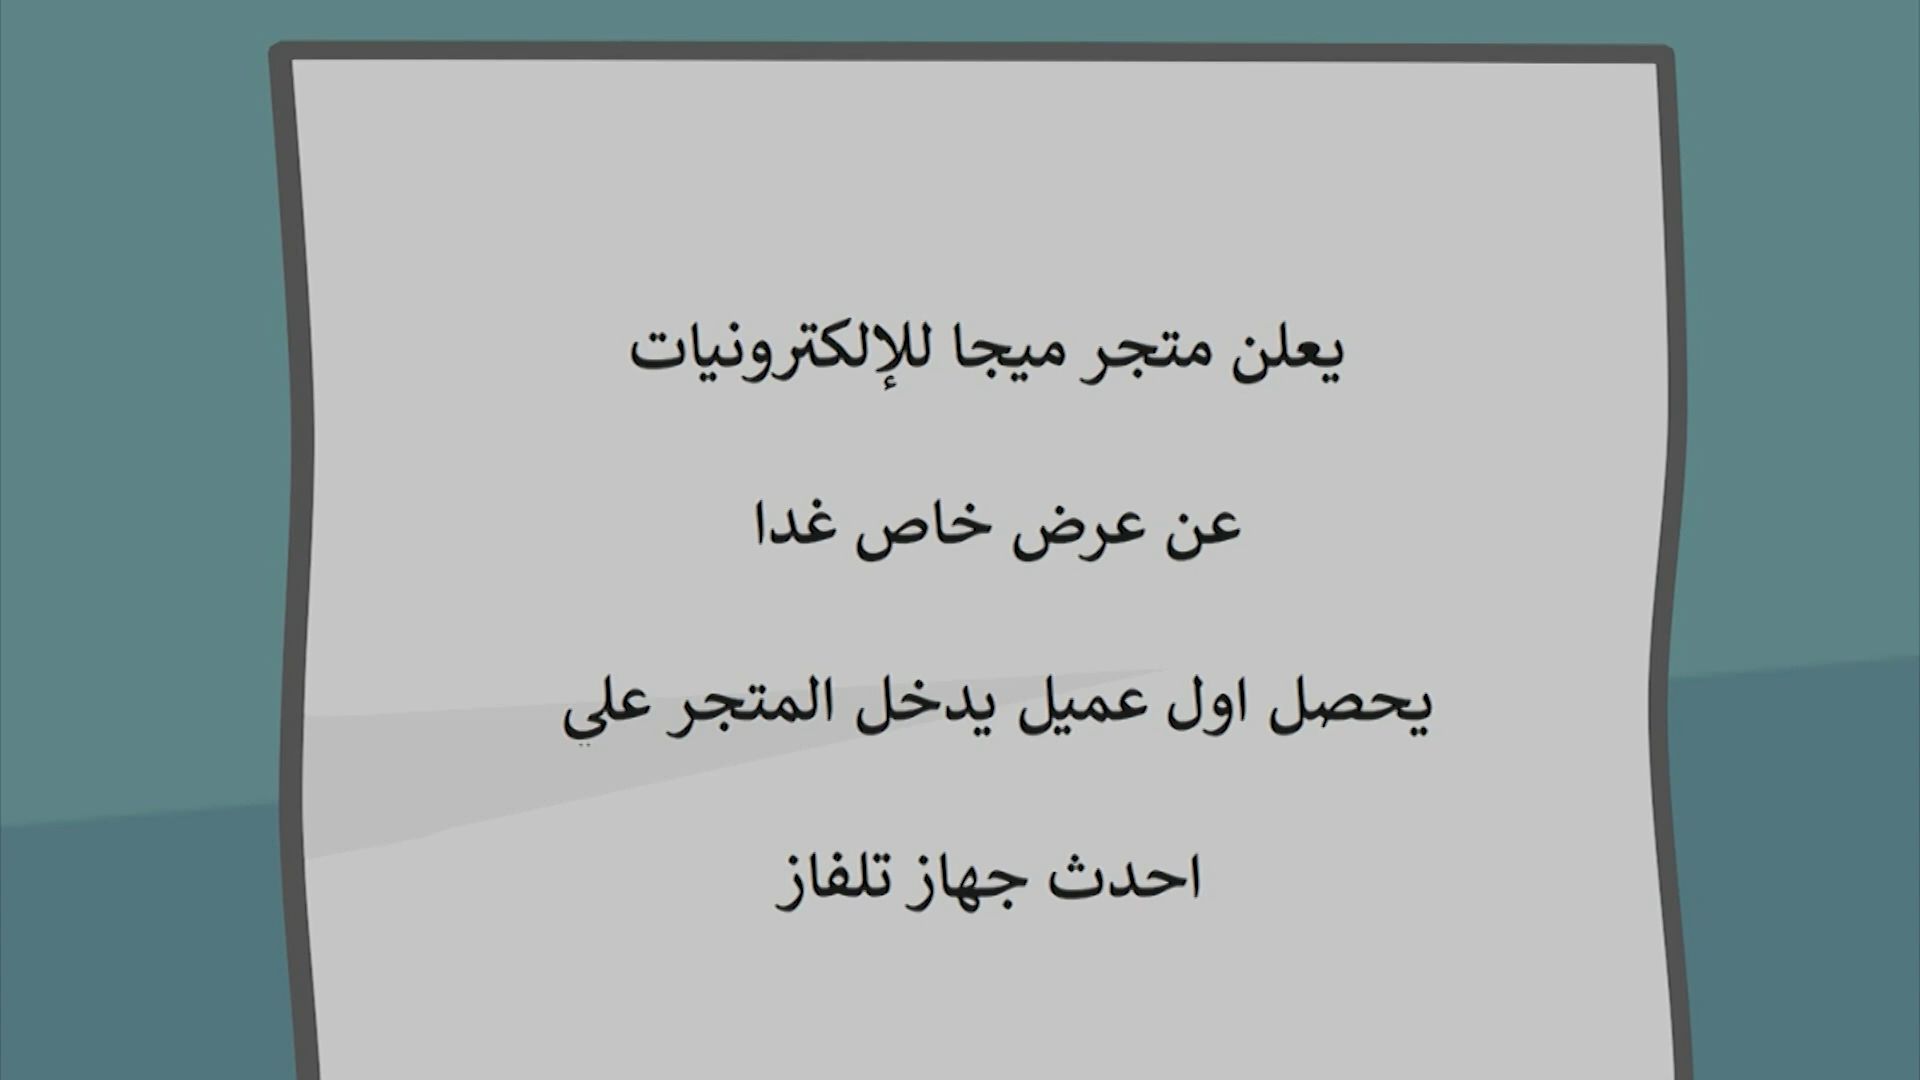 يعلن متجر ميجا للإلكترونيات
عن عرض خاص غدا
يحصل اول عميل يدخل المتجر علي
احدث جهاز تلفاز